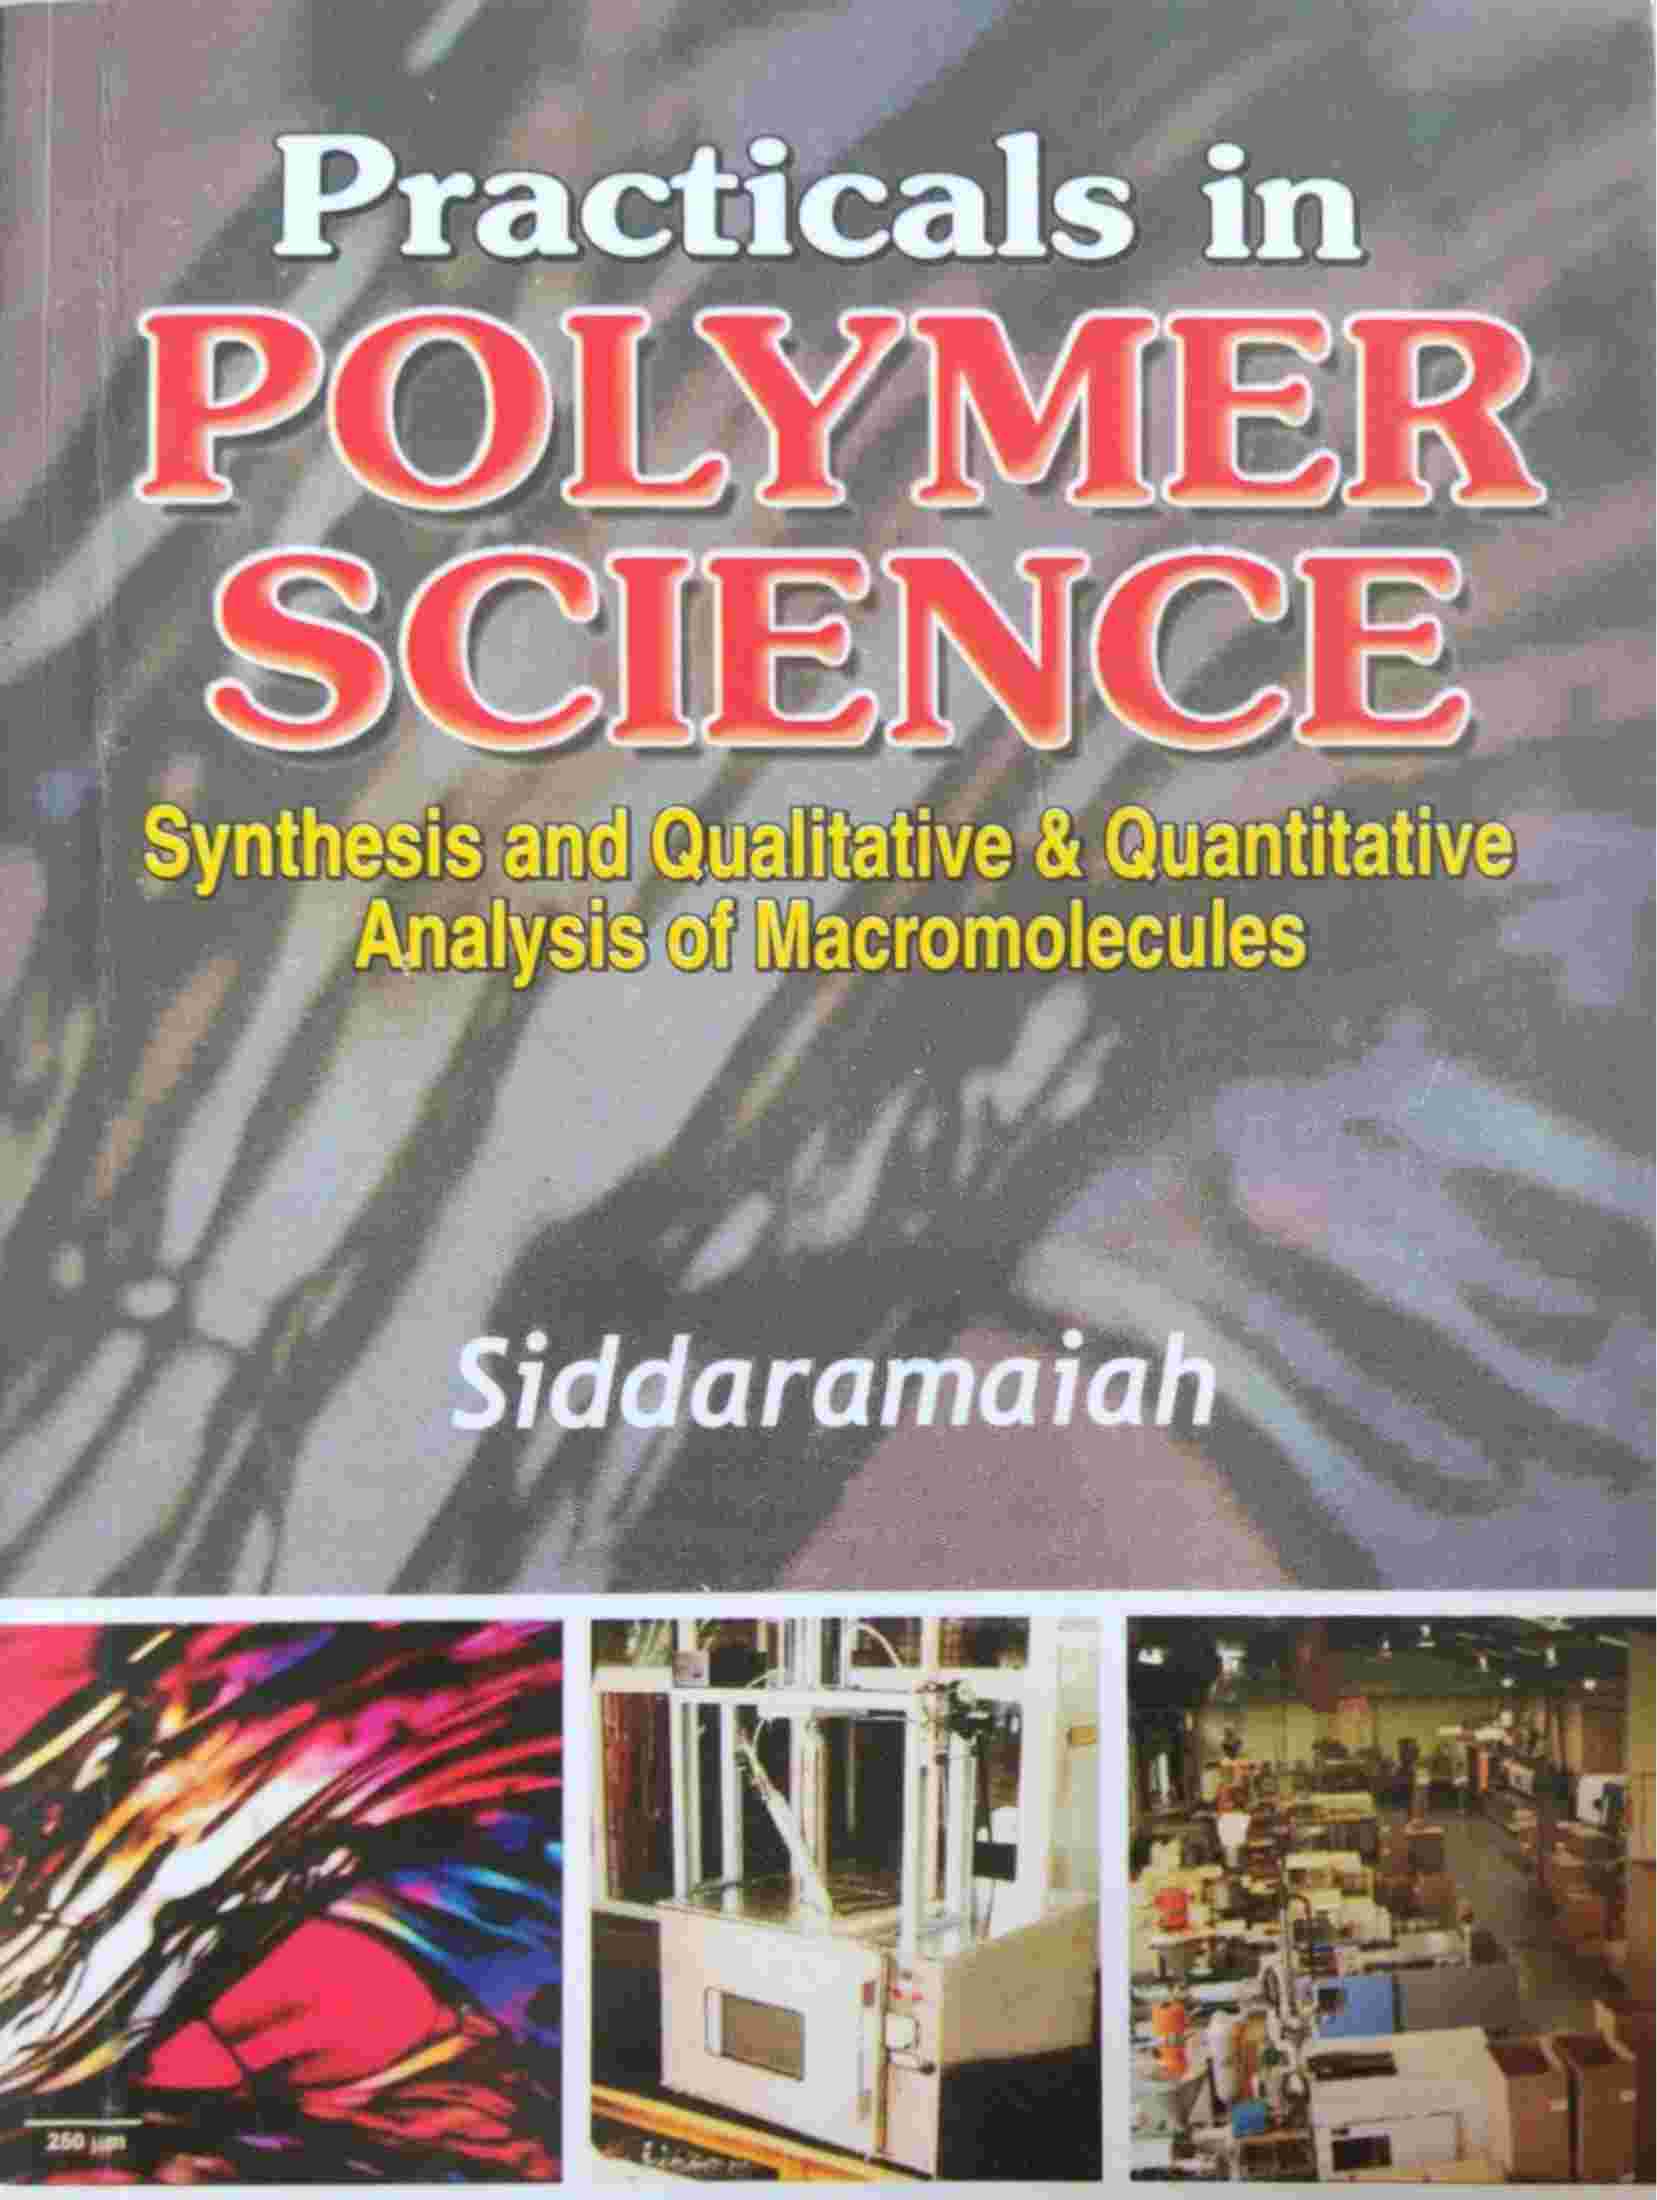 Practicals in
POLYMER
SCIENCE
Synthesis and Qualitative & Quantitative
Analysis of Macromolecules
Siddaramaiah
250 µm